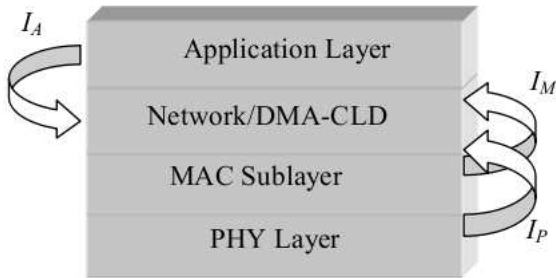 I_A
Application Layer
I_M
Network/DMA-CLD
MAC Sublayer
PHY Layer
I_P